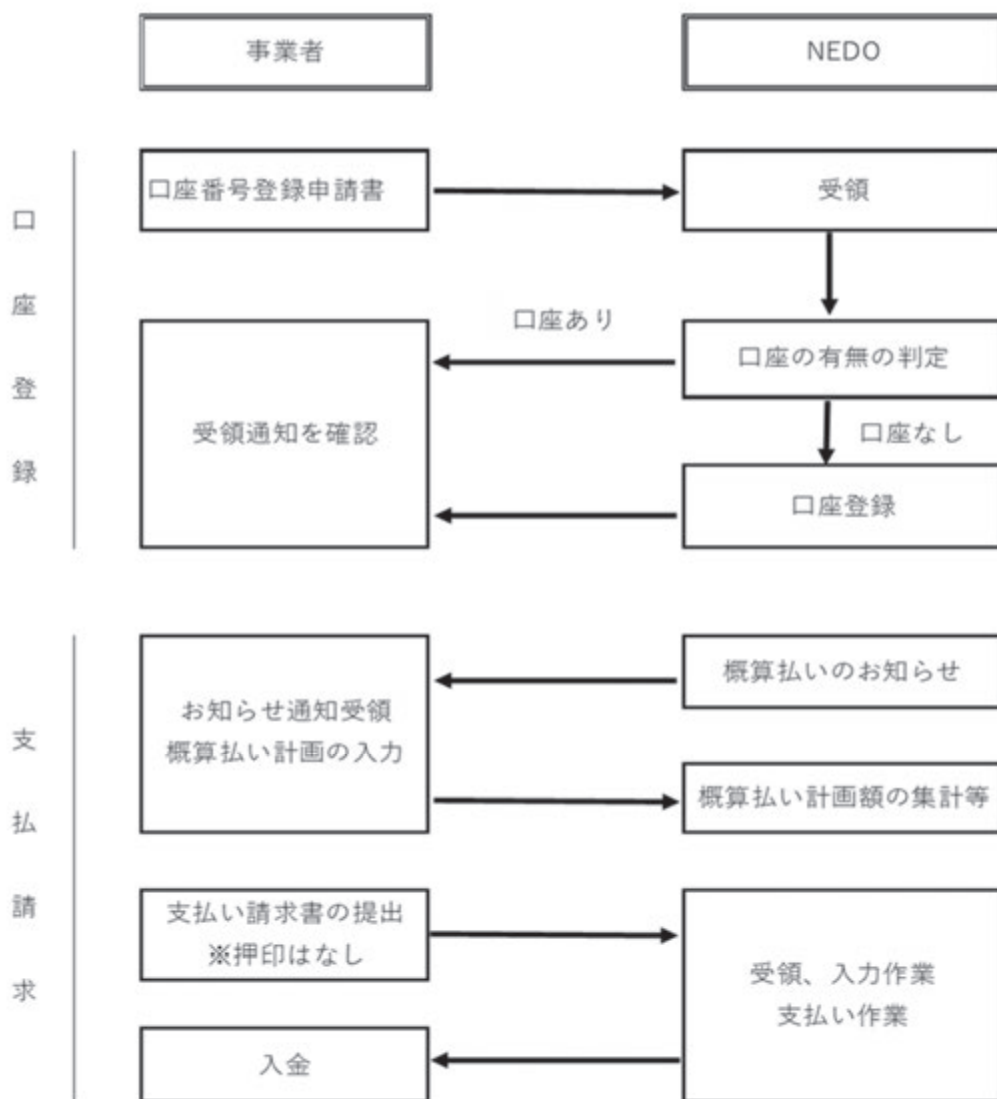 事業者
NEDO
口座登録
口座番号登録申請書
受領
口座あり
口座の有無の判定
受領通知を確認
口座なし
口座登録
支払請求
概算払いのお知らせ
お知らせ通知受領
概算払い計画の入力
概算払い計画額の集計等
支払い請求書の提出
※押印はなし
受領、入力作業
支払い作業
入金